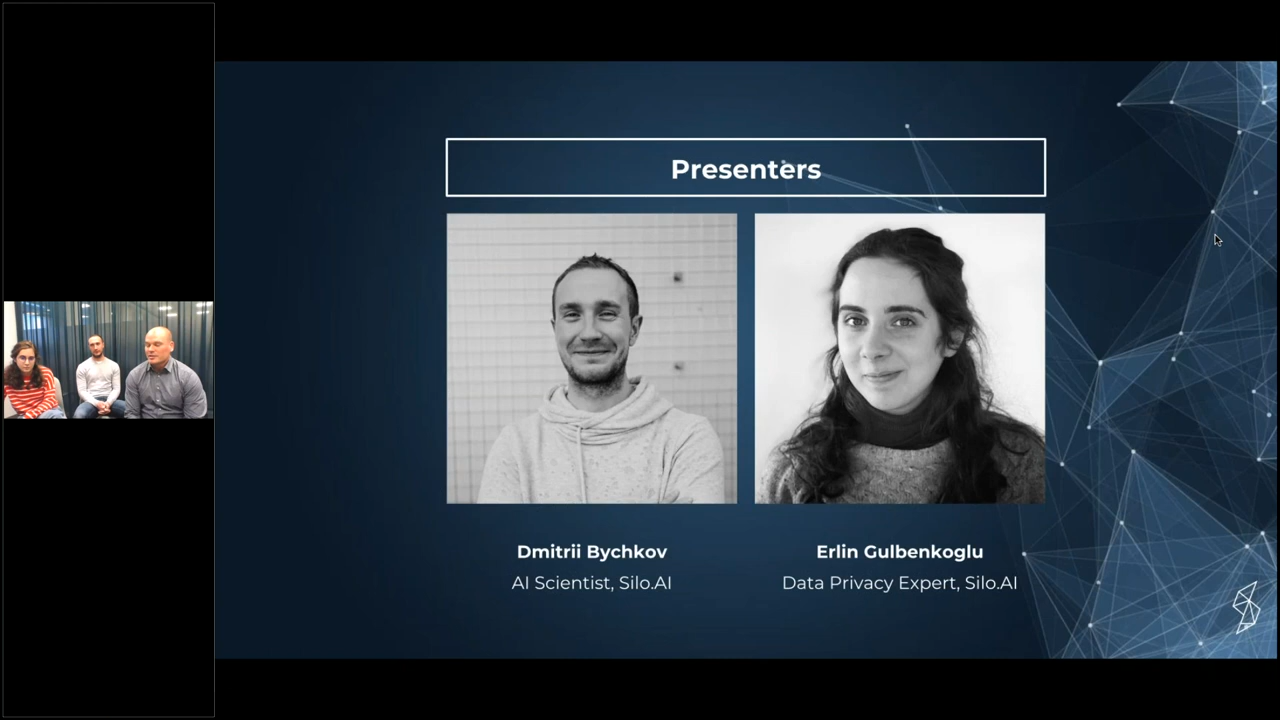 Presenters
Dmitrii Bychkov
AI Scientist, Silo.AI
Erlin Gulbenkoglu
Data Privacy Expert, Silo.AI